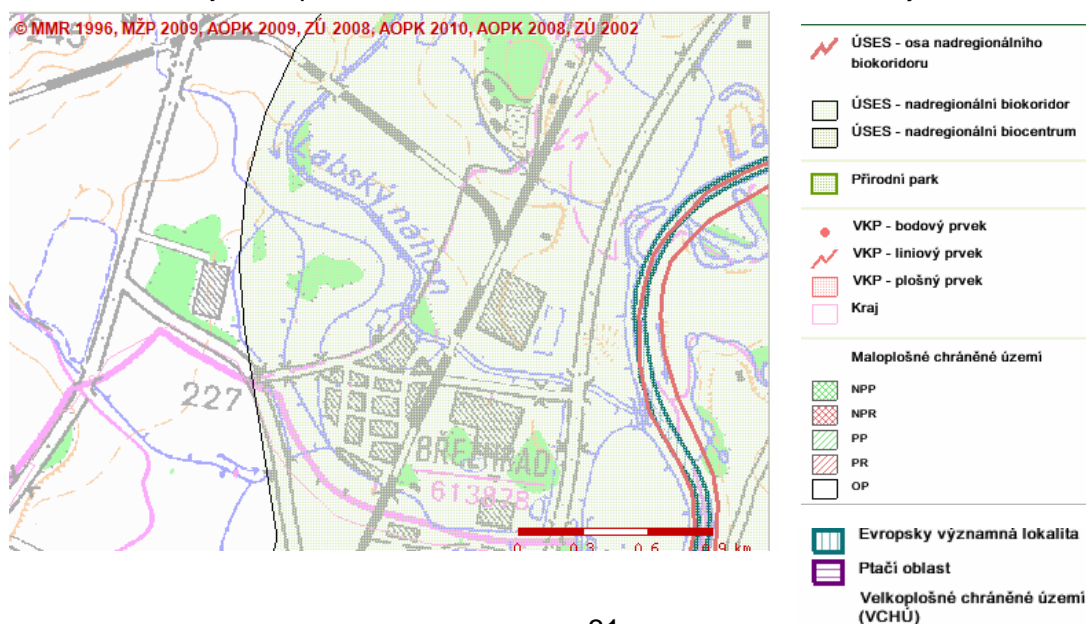 © MMR 1996, MŽP 2009, AOPK 2009, ZÚ 2008, AOPK 2010, AOPK 2008, ZÚ 2002
Labský náhon
La
227
613878
0 0,3 0,6 0,9 km
ÚSES - osa nadregionálního
biokoridoru
ÚSES - nadregionální biokoridor
ÚSES - nadregionální biocentrum
Přírodní park
VKP - bodový prvek
VKP - liniový prvek
VKP - plošný prvek
Kraj
Maloplošné chráněné území
NPP
NPR
PP
PR
OP
Evropsky významná lokalita
Ptačí oblast
Velkoplošné chráněné území
(VCHÚ)